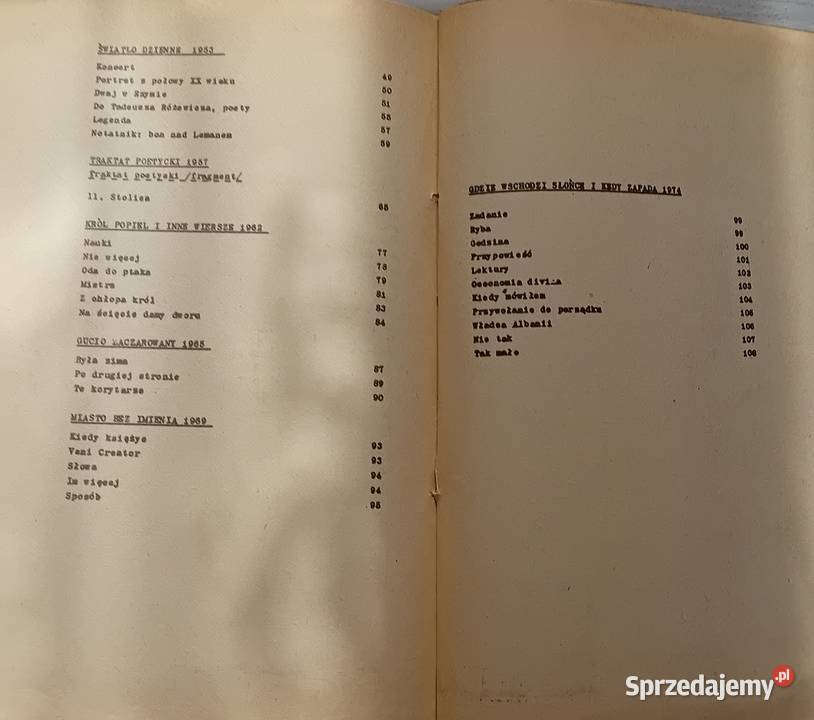 ŚWIATŁO DZIENNE 1953
Koncert 49
Portret z połowy XX wieku 50
Dwaj w Rzymie 51
Do Tadeusza Różewicza, poety 55
Legenda 57
Notatnik: bon nad Lemanem 59
TRAKTAT POETYCKI 1957
Traktat poetycki /fragment/
II. Stolica 65
KRÓL POPIEL I INNE WIERSZE 1962
Nauki 77
Nie więcej 78
Oda do ptaka 79
Mistrz 81
Z chłopa król 83
Na ścięcie damy dworu 84
GUCIO ZACZAROWANY 1965
Była zima 87
Po drugiej stronie 89
Te korytarze 90
MIASTO BEZ IMIENIA 1969
Kiedy księżyc 93
Veni Creator 93
Słowa 94
Im więcej 94
Sposób 95
GDZIE WSCHODZI SŁOŃCE I KEDY ZAPADA 1974
Zadanie 99
Ryba 99
Godzina 100
Przypowieść 101
Lektury 102
Oeconomia divina 103
Kiedy mówiłem 104
Przywołanie do porządku 105
Władca Albanii 106
Nie tak 107
Tak mało 108
Sprzedajemy.pl